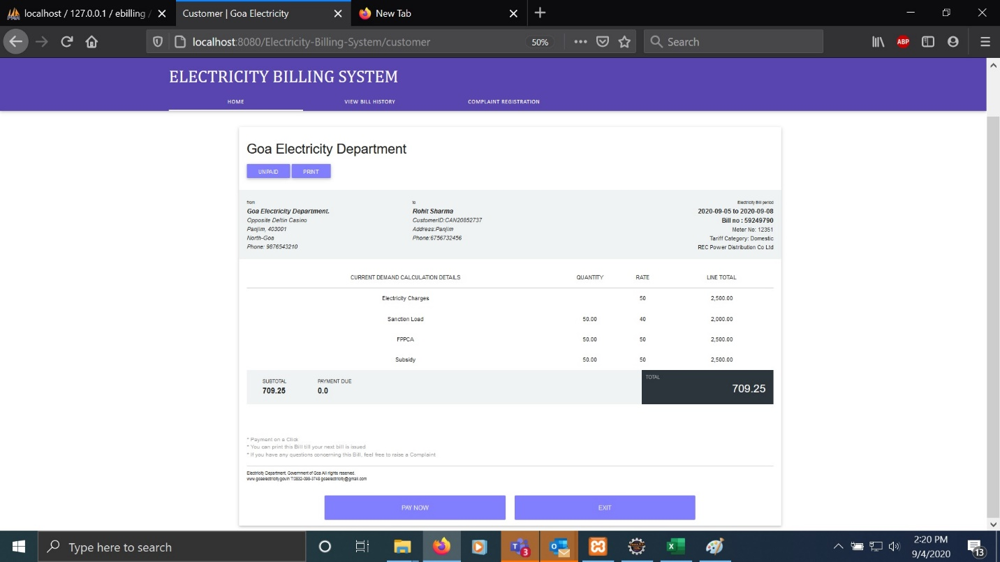 localhost / 127.0.0.1 / ebilling /
Customer | Goa Electricity
New Tab
localhost:8080/Electricity-Billing-System/customer
50%
Search
ABP
ELECTRICITY BILLING SYSTEM
HOME
VIEW BILL HISTORY
COMPLAINT REGISTRATION
Goa Electricity Department
UNPAID
PRINT
from
Goa Electricity Department.
Opposite Deltin Casino
Panjim, 403001
North-Goa
Phone: 9876543210
to
Rohit Sharma
CustomerID:CAN20852737
Address:Panjim
Phone:6756732456
Electricity Bill period
2020-09-05 to 2020-09-08
Bill no : 59249790
Meter No: 12351
Tariff Category: Domestic
REC Power Distribution Co Ltd
CURRENT DEMAND CALCULATION DETAILS QUANTITY RATE LINE TOTAL
Electricity Charges 50 2,500.00
Sanction Load 50.00 40 2,000.00
FPPCA 50.00 50 2,500.00
Subsidy 50.00 50 2,500.00
SUBTOTAL
709.25
PAYMENT DUE
0.0
TOTAL
709.25
* Payment on a Click
* You can print this Bill till your next bill is issued
* If you have any questions concerning this Bill, feel free to raise a Complaint
Electricity Department. Government of Goa All rights reserved.
www.goaelectricity.gov.in T:0832-098-3748 goaelectricity@gmail.com
PAY NOW
EXIT
Type here to search
3
2:20 PM
9/4/2020
13